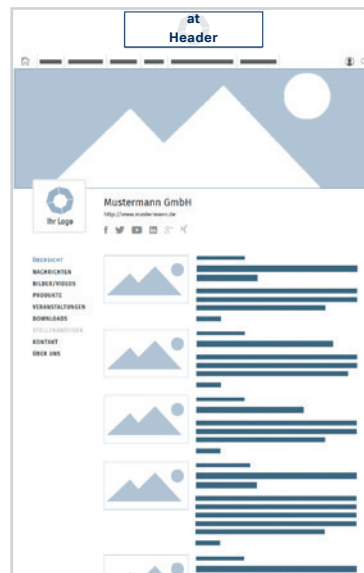 at
Header
Mustermann GmbH
http://www.mustermann.de
Ihr Logo
ÜBERSICHT
NACHRICHTEN
BILDER/VIDEOS
PRODUKTE
VERANSTALTUNGEN
DOWNLOADS
STELLENANZEIGEN
KONTAKT
ÜBER UNS